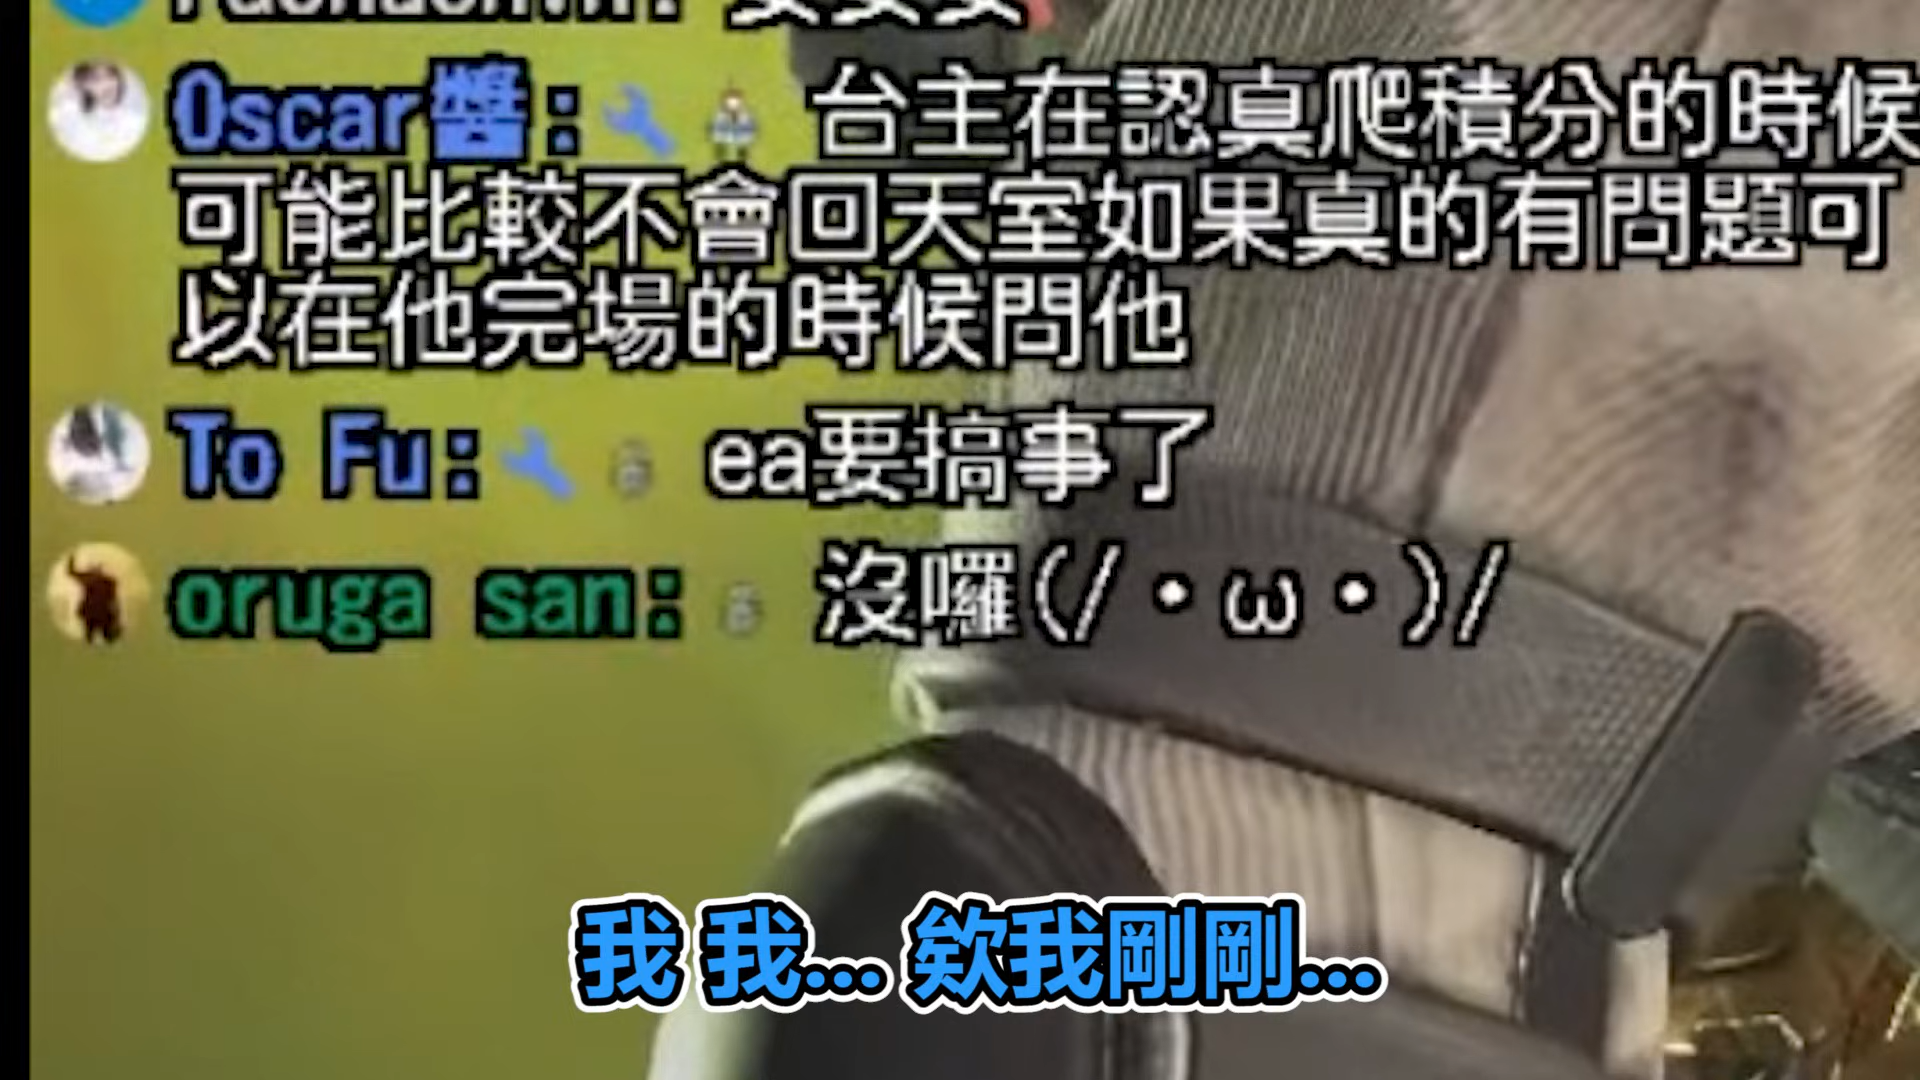 Oscar醬: 台主在認真爬積分的時候
可能比較不會回天室如果真的有問題可
以在他完場的時候問他
To Fu: ea要搞事了
oruga san: 沒囉(/・ω・)/
我 我... 欸我剛剛...